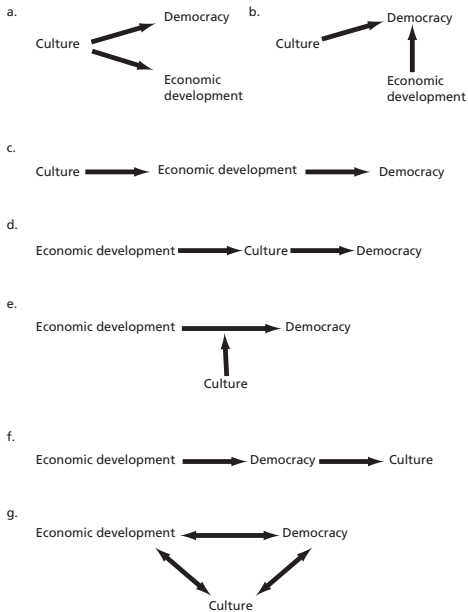 a.
Democracy
Culture
Economic
development
b.
Democracy
Culture
Economic
development
c.
Culture Economic development Democracy
d.
Economic development Culture Democracy
e.
Economic development Democracy
Culture
f.
Economic development Democracy Culture
g.
Economic development Democracy
Culture